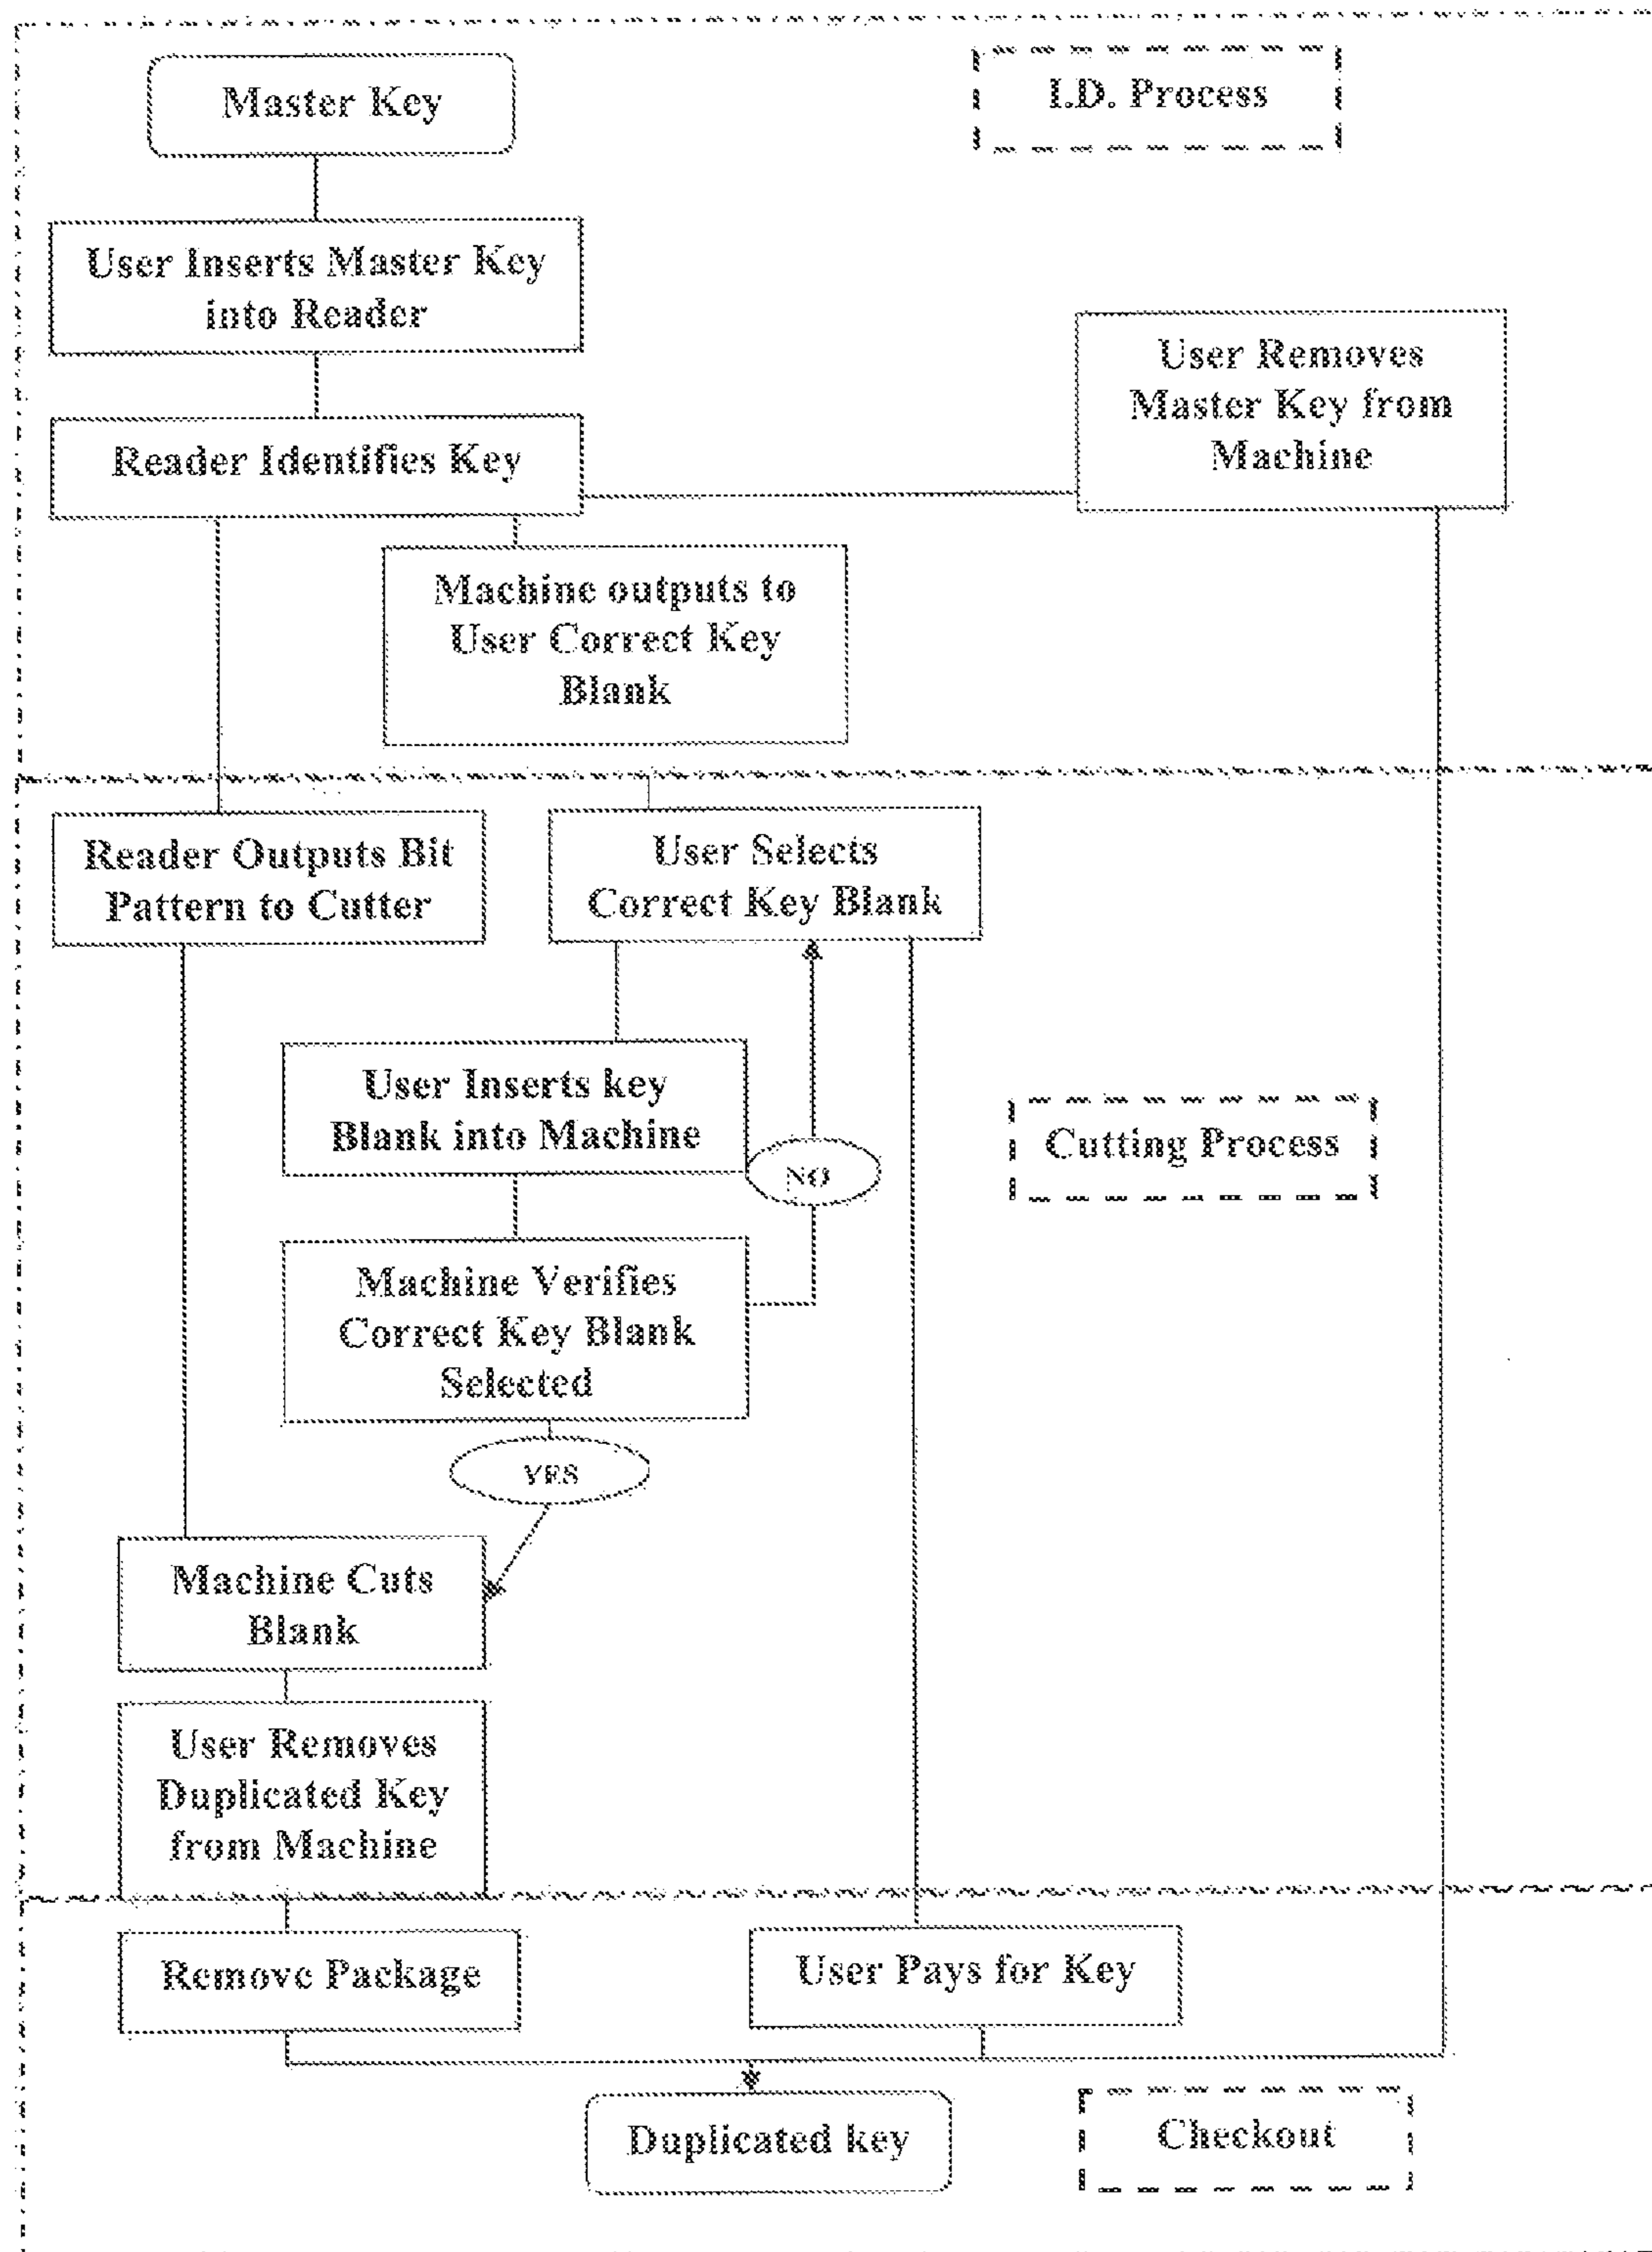 Master Key
I.D. Process
User Inserts Master Key
into Reader
User Removes
Master Key from
Machine
Reader Identifies Key
Machine outputs to
User Correct Key
Blank
Reader Outputs Bit
Pattern to Cutter
User Selects
Correct Key Blank
User Inserts key
Blank into Machine
NO
Cutting Process
Machine Verifies
Correct Key Blank
Selected
YES
Machine Cuts
Blank
User Removes
Duplicated Key
from Machine
Remove Package
User Pays for Key
Duplicated key
Checkout